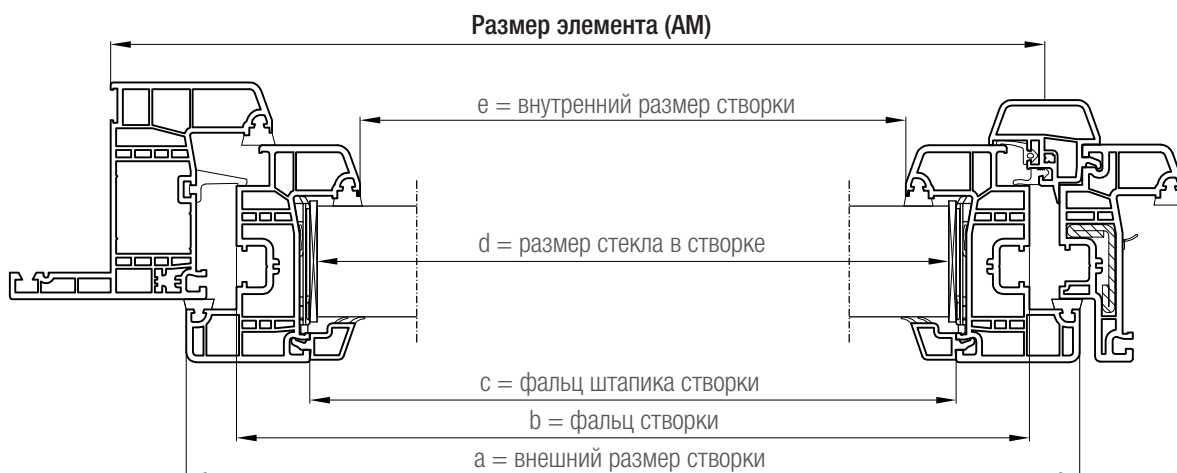 Размер элемента (AM)
e = внутренний размер створки
d = размер стекла в створке
c = фальц штапика створки
b = фальц створки
a = внешний размер створки